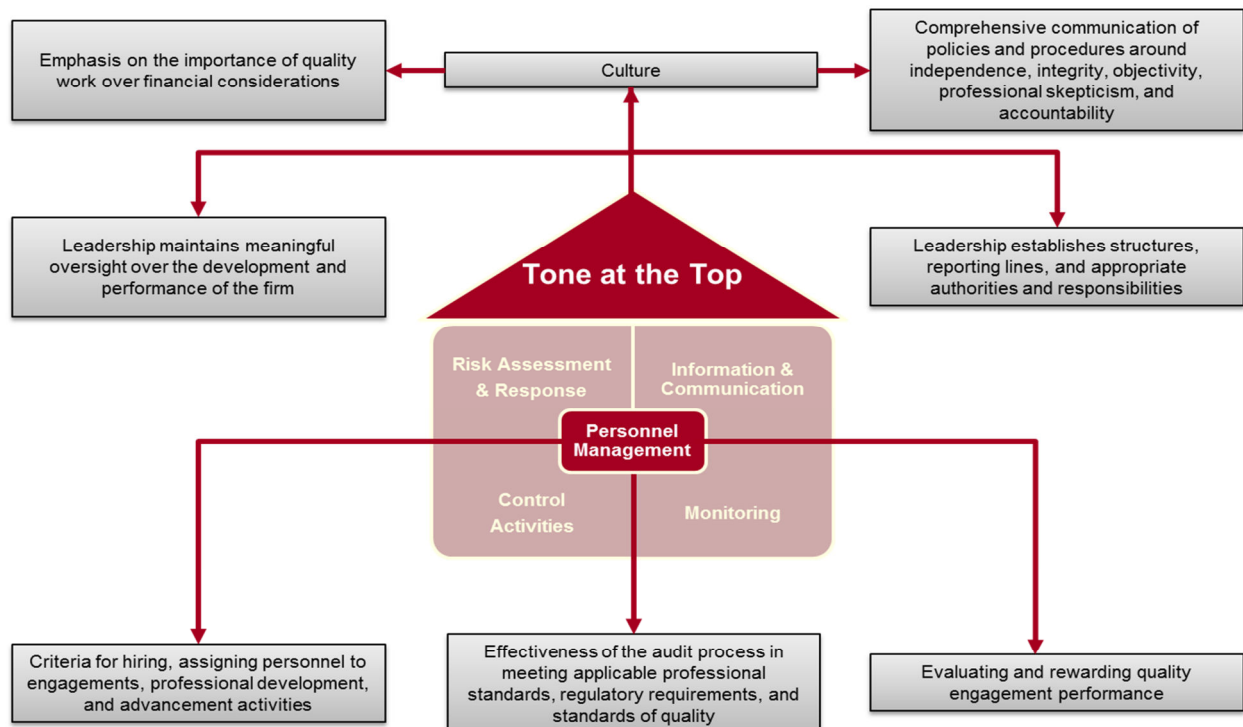 Emphasis on the importance of quality
work over financial considerations
Culture
Comprehensive communication of
policies and procedures around
independence, integrity, objectivity,
professional skepticism, and
accountability
Leadership maintains meaningful
oversight over the development and
performance of the firm
Tone at the Top
Leadership establishes structures,
reporting lines, and appropriate
authorities and responsibilities
Risk Assessment
& Response
Information &
Communication
Personnel
Management
Control
Activities
Monitoring
Criteria for hiring, assigning personnel to
engagements, professional development,
and advancement activities
Effectiveness of the audit process in
meeting applicable professional
standards, regulatory requirements, and
standards of quality
Evaluating and rewarding quality
engagement performance